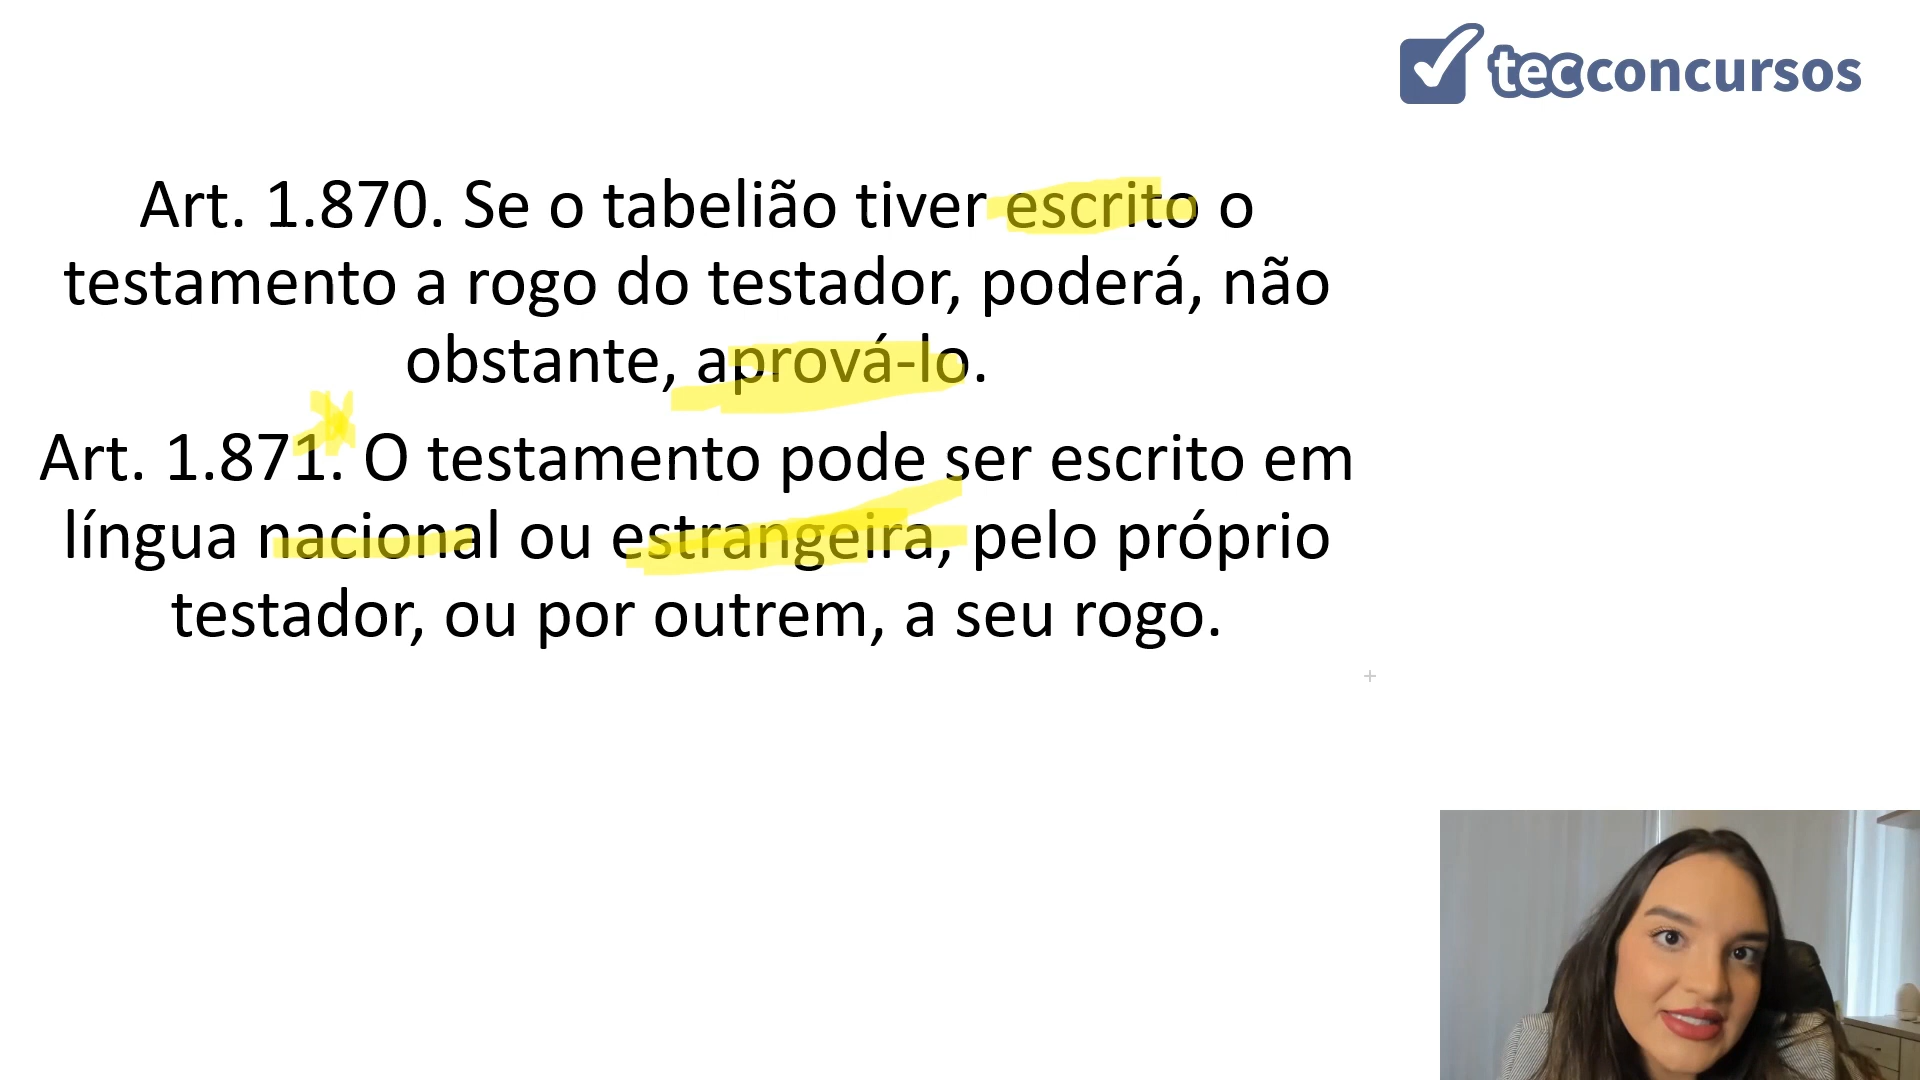 tecconcursos
Art. 1.870. Se o tabelião tiver escrito o
testamento a rogo do testador, poderá, não
obstante, aprová-lo.
Art. 1.871. O testamento pode ser escrito em
língua nacional ou estrangeira, pelo próprio
testador, ou por outrem, a seu rogo.